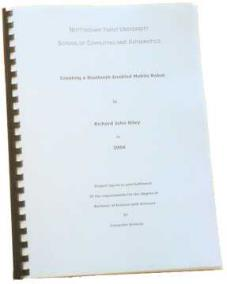 NOTTINGHAM TRENT UNIVERSITY
SCHOOL OF COMPUTING AND INFORMATICS
Creating a Bluetooth Enabled Mobile Robot
by
Richard John Riley
in
2006
Project report in part fulfilment
of the requirements for the degree of
Bachelor of Science with Honours
in
Computer Science